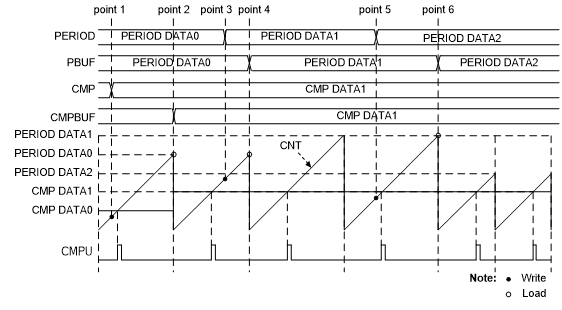 point 1 point 2 point 3 point 4 point 5 point 6
PERIOD PERIOD DATA0 PERIOD DATA1 PERIOD DATA2
PBUF PERIOD DATA0 PERIOD DATA1 PERIOD DATA2
CMP CMP DATA1
CMPBUF CMP DATA1
PERIOD DATA1
CNT
PERIOD DATA0
PERIOD DATA2
CMP DATA1
CMP DATA0
CMPU
Note: Write
Load